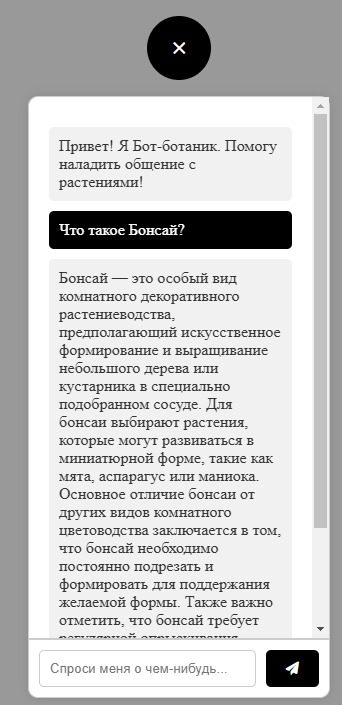 Привет! Я Бот-ботаник. Помогу
наладить общение с
растениями!
Что такое Бонсай?
Бонсай — это особый вид
комнатного декоративного
растениеводства,
предполагающий искусственное
формирование и выращивание
небольшого дерева или
кустарника в специально
подобранном сосуде. Для
бонсаи выбирают растения,
которые могут развиваться в
миниатюрной форме, такие как
мята, аспарагус или маниока.
Основное отличие бонсаи от
других видов комнатного
цветоводства заключается в том,
что бонсай необходимо
постоянно подрезать и
формировать для поддержания
желаемой формы. Также важно
отметить, что бонсай требует
регулярной опрыскивания
Спроси меня о чем-нибудь...